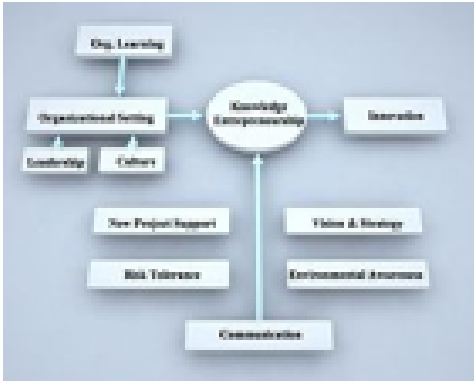 Org. Learning
Organizational Setting
Knowledge
Entrepreneurship
Innovation
Leadership
Culture
New Project Support
Vision & Strategy
Risk Tolerance
Environmental Awareness
Communication